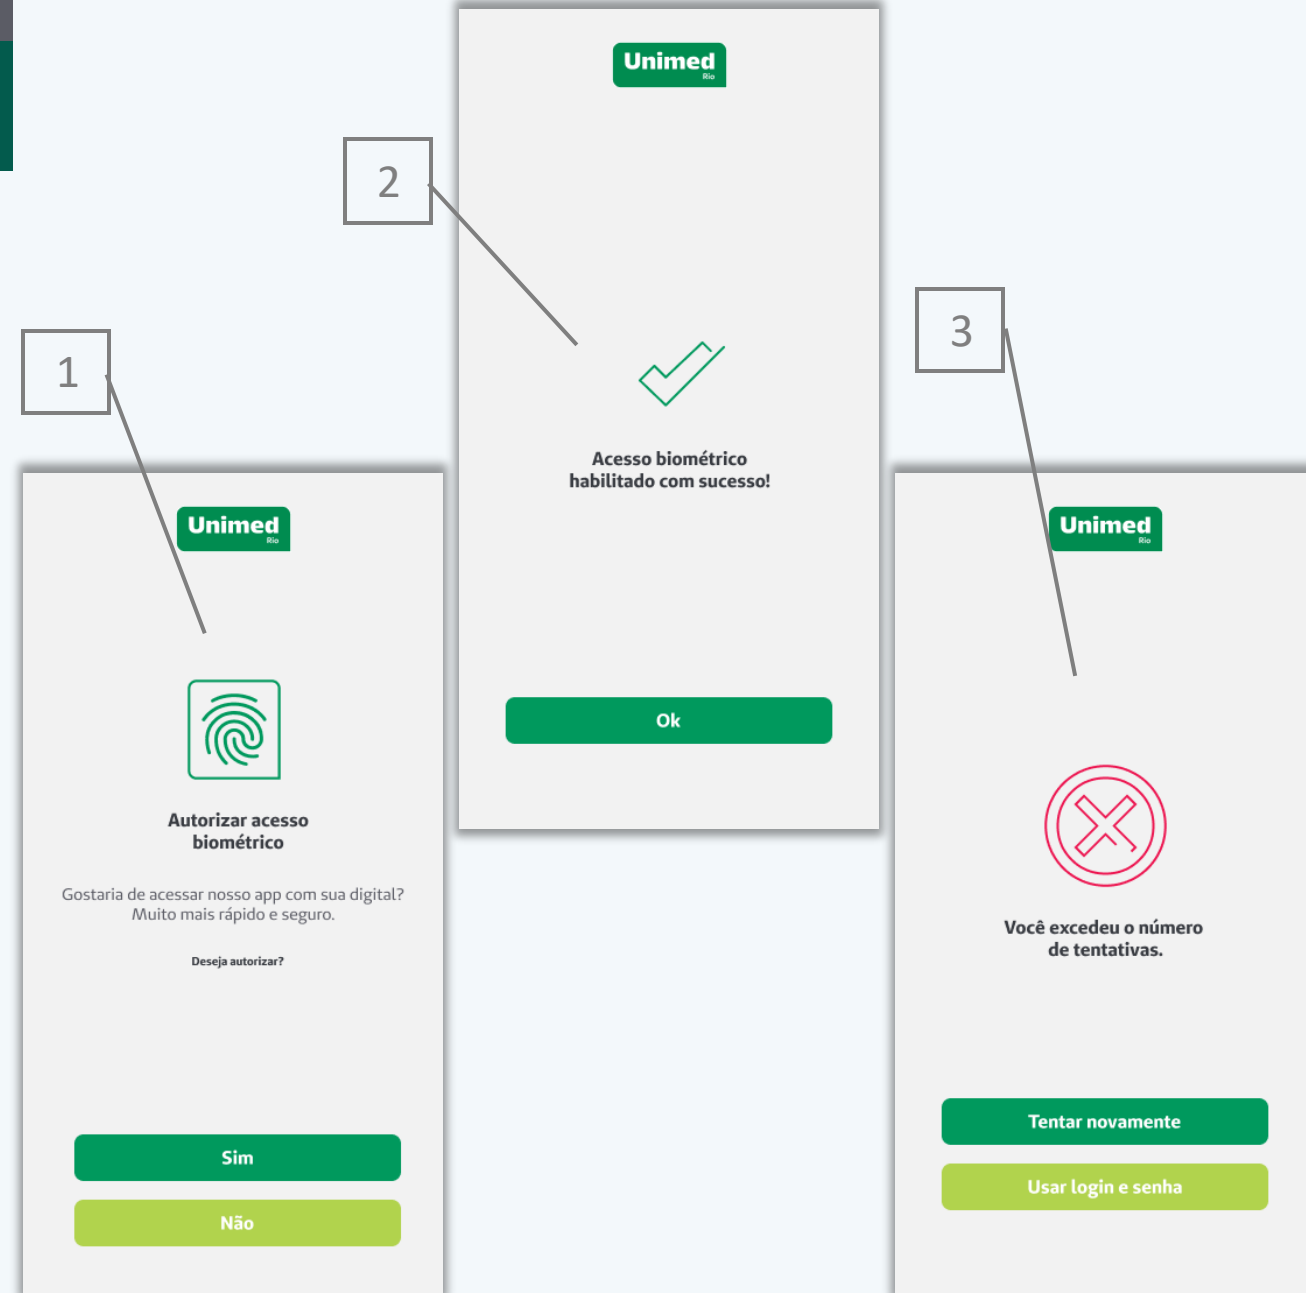 1
Unimed
Rio
Autorizar acesso
biométrico
Gostaria de acessar nosso app com sua digital?
Muito mais rápido e seguro.
Deseja autorizar?
Sim
Não
2
Unimed
Rio
Acesso biométrico
habilitado com sucesso!
Ok
3
Unimed
Rio
Você excedeu o número
de tentativas.
Tentar novamente
Usar login e senha